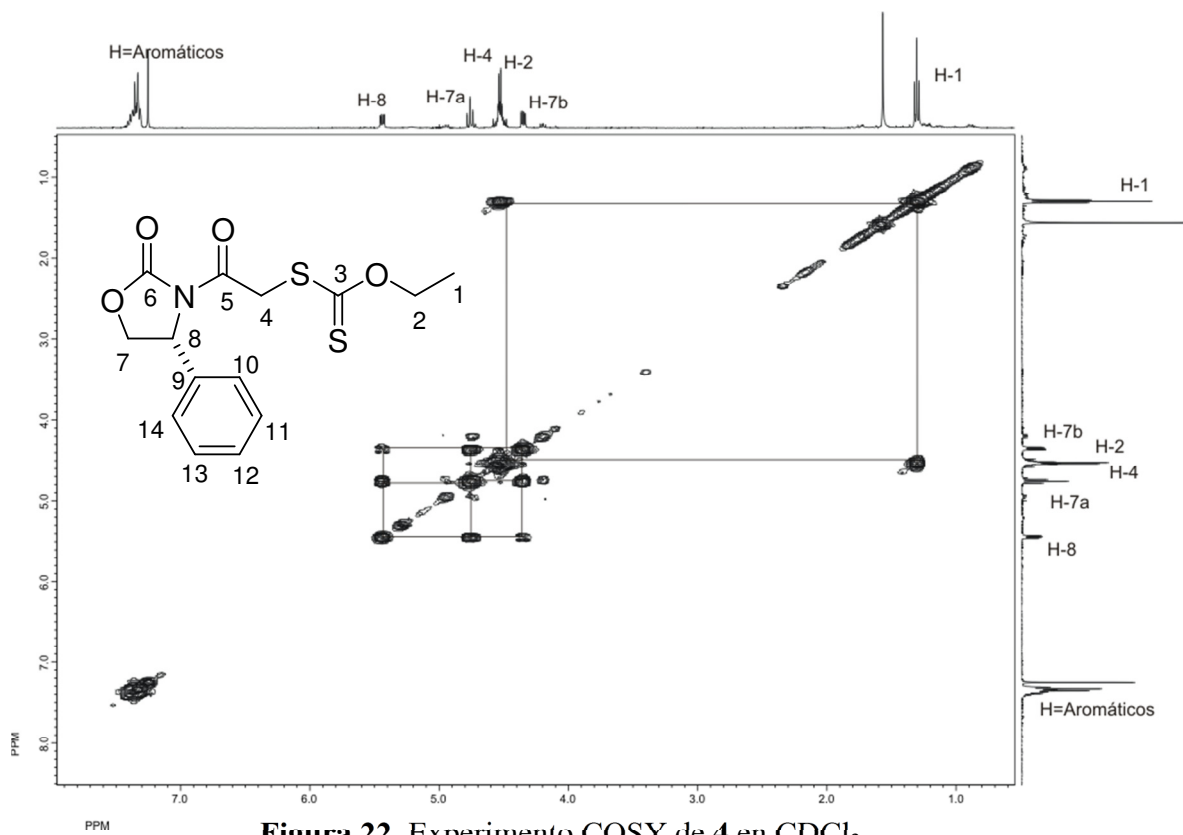 H=Aromáticos
H-8
H-7a
H-4
H-2
H-7b
H-1
O
O
O
N
S
O
S
6
5
4
3
2
1
7
8
9
10
14
11
13
12
H-1
H-7b
H-2
H-4
H-7a
H-8
H=Aromáticos
1.0
2.0
3.0
4.0
5.0
6.0
7.0
8.0
PPM
7.0 6.0 5.0 4.0 3.0 2.0 1.0
PPM
Figura 22. Experimento COSY de 4 en CDCl3